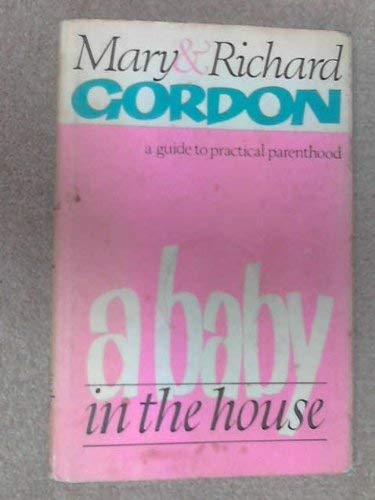 Mary & Richard
GORDON
a guide to practical parenthood
a baby
in the house